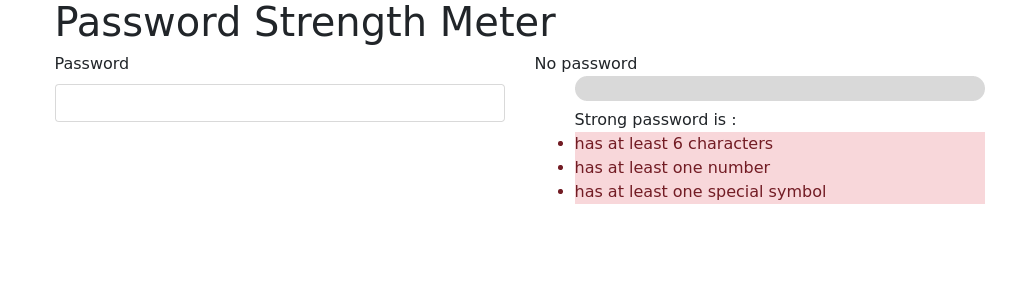 Password Strength Meter
Password
No password
Strong password is :
has at least 6 characters
has at least one number
has at least one special symbol